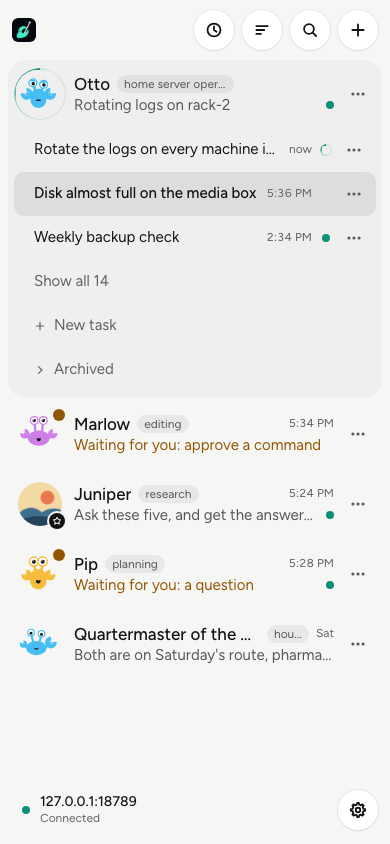 Otto home server oper...
Rotating logs on rack-2
Rotate the logs on every machine i... now
Disk almost full on the media box 5:36 PM
Weekly backup check 2:34 PM
Show all 14
+ New task
> Archived
Marlow editing 5:34 PM
Waiting for you: approve a command
Juniper research 5:24 PM
Ask these five, and get the answer...
Pip planning 5:28 PM
Waiting for you: a question
Quartermaster of the ... hou... Sat
Both are on Saturday's route, pharma...
127.0.0.1:18789
Connected